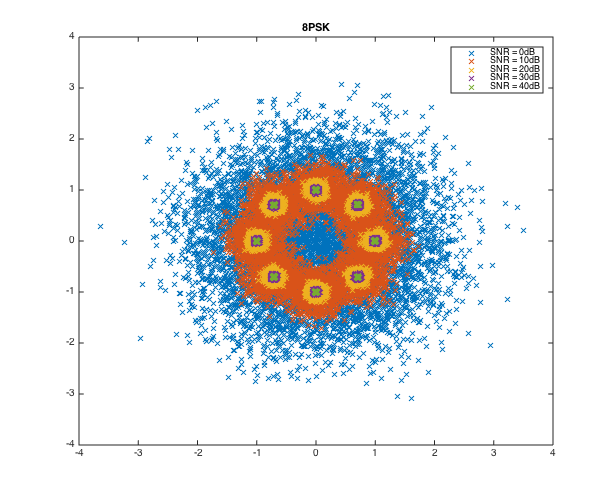 8PSK
SNR = 0dB
SNR = 10dB
SNR = 20dB
SNR = 30dB
SNR = 40dB
4
3
2
1
0
-1
-2
-3
-4
-4 -3 -2 -1 0 1 2 3 4